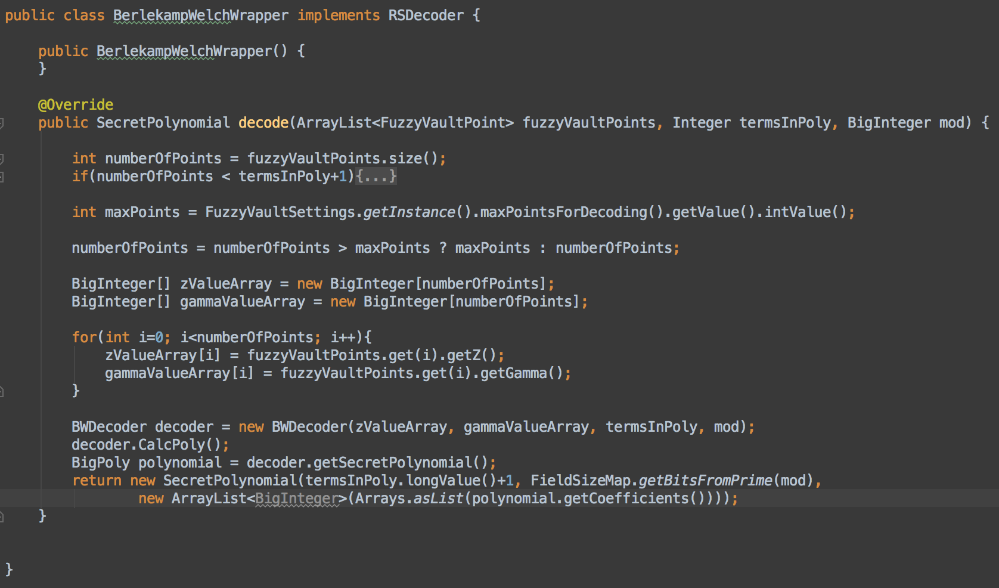 public class BerlekampWelchWrapper implements RSDecoder {
public BerlekampWelchWrapper() {
}
@Override
public SecretPolynomial decode(ArrayList<FuzzyVaultPoint> fuzzyVaultPoints, Integer termsInPoly, BigInteger mod) {
int numberOfPoints = fuzzyVaultPoints.size();
if(numberOfPoints < termsInPoly+1){...}
int maxPoints = FuzzyVaultSettings.getInstance().maxPointsForDecoding().getValue().intValue();
numberOfPoints = numberOfPoints > maxPoints ? maxPoints : numberOfPoints;
BigInteger[] zValueArray = new BigInteger[numberOfPoints];
BigInteger[] gammaValueArray = new BigInteger[numberOfPoints];
for(int i=0; i<numberOfPoints; i++){
zValueArray[i] = fuzzyVaultPoints.get(i).getZ();
gammaValueArray[i] = fuzzyVaultPoints.get(i).getGamma();
}
BWDecoder decoder = new BWDecoder(zValueArray, gammaValueArray, termsInPoly, mod);
decoder.CalcPoly();
BigPoly polynomial = decoder.getSecretPolynomial();
return new SecretPolynomial(termsInPoly.longValue()+1, FieldSizeMap.getBitsFromPrime(mod),
new ArrayList<BigInteger>(Arrays.asList(polynomial.getCoefficients())));
}
}